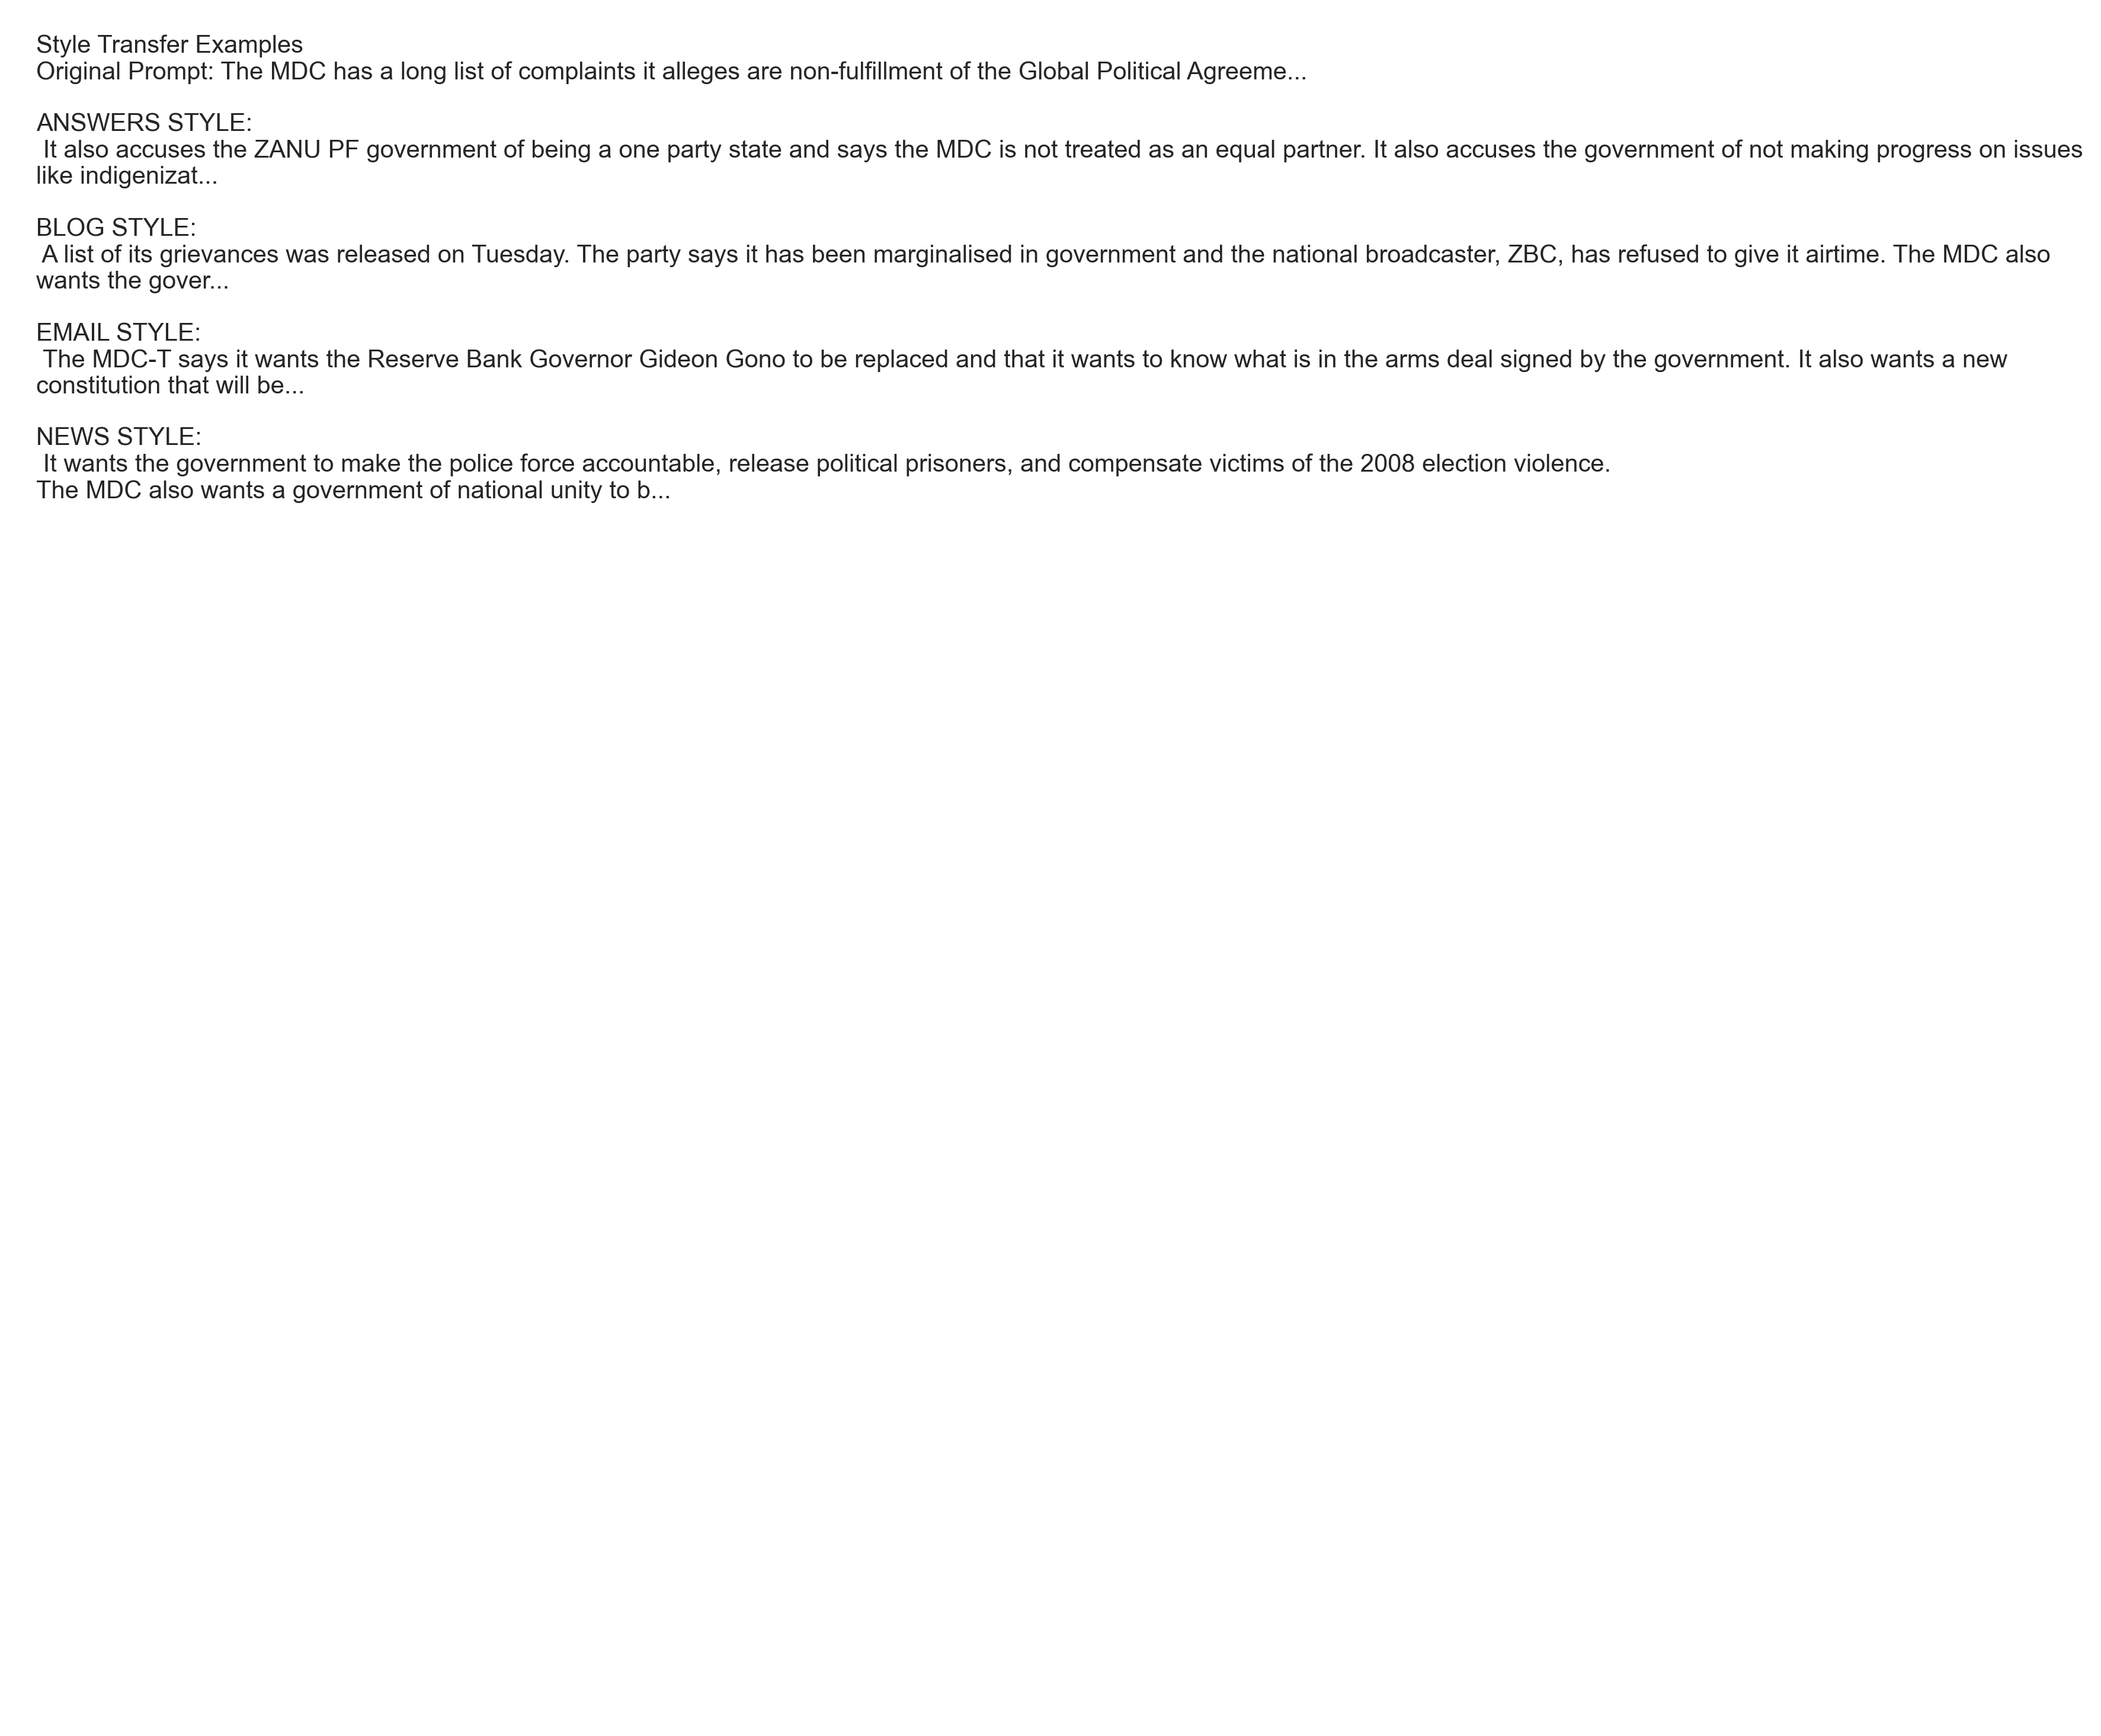 Style Transfer Examples
Original Prompt: The MDC has a long list of complaints it alleges are non-fulfillment of the Global Political Agreeme...
ANSWERS STYLE:
It also accuses the ZANU PF government of being a one party state and says the MDC is not treated as an equal partner. It also accuses the government of not making progress on issues
like indigenizat...
BLOG STYLE:
A list of its grievances was released on Tuesday. The party says it has been marginalised in government and the national broadcaster, ZBC, has refused to give it airtime. The MDC also
wants the gover...
EMAIL STYLE:
The MDC-T says it wants the Reserve Bank Governor Gideon Gono to be replaced and that it wants to know what is in the arms deal signed by the government. It also wants a new
constitution that will be...
NEWS STYLE:
It wants the government to make the police force accountable, release political prisoners, and compensate victims of the 2008 election violence.
The MDC also wants a government of national unity to b...